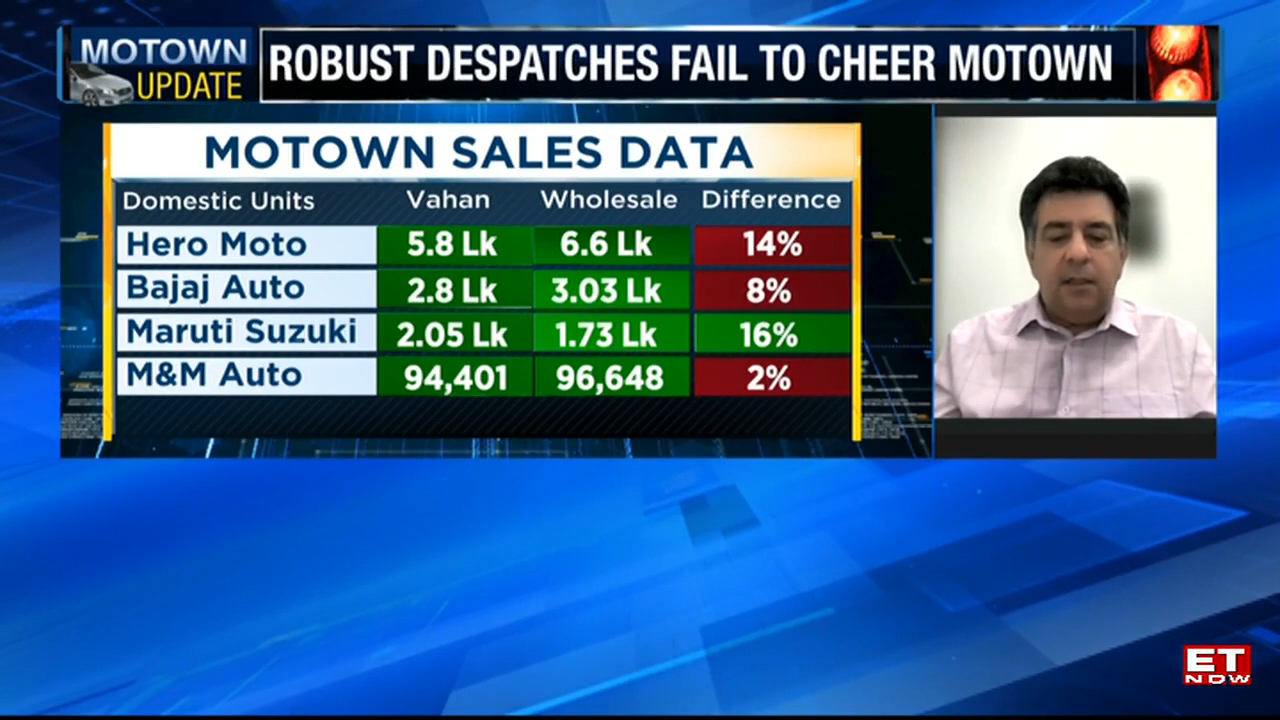 MOTOWN
UPDATE
ROBUST DESPATCHES FAIL TO CHEER MOTOWN
MOTOWN SALES DATA
Domestic Units Vahan Wholesale Difference
Hero Moto 5.8 Lk 6.6 Lk 14%
Bajaj Auto 2.8 Lk 3.03 Lk 8%
Maruti Suzuki 2.05 Lk 1.73 Lk 16%
M&M Auto 94,401 96,648 2%
ET
NOW